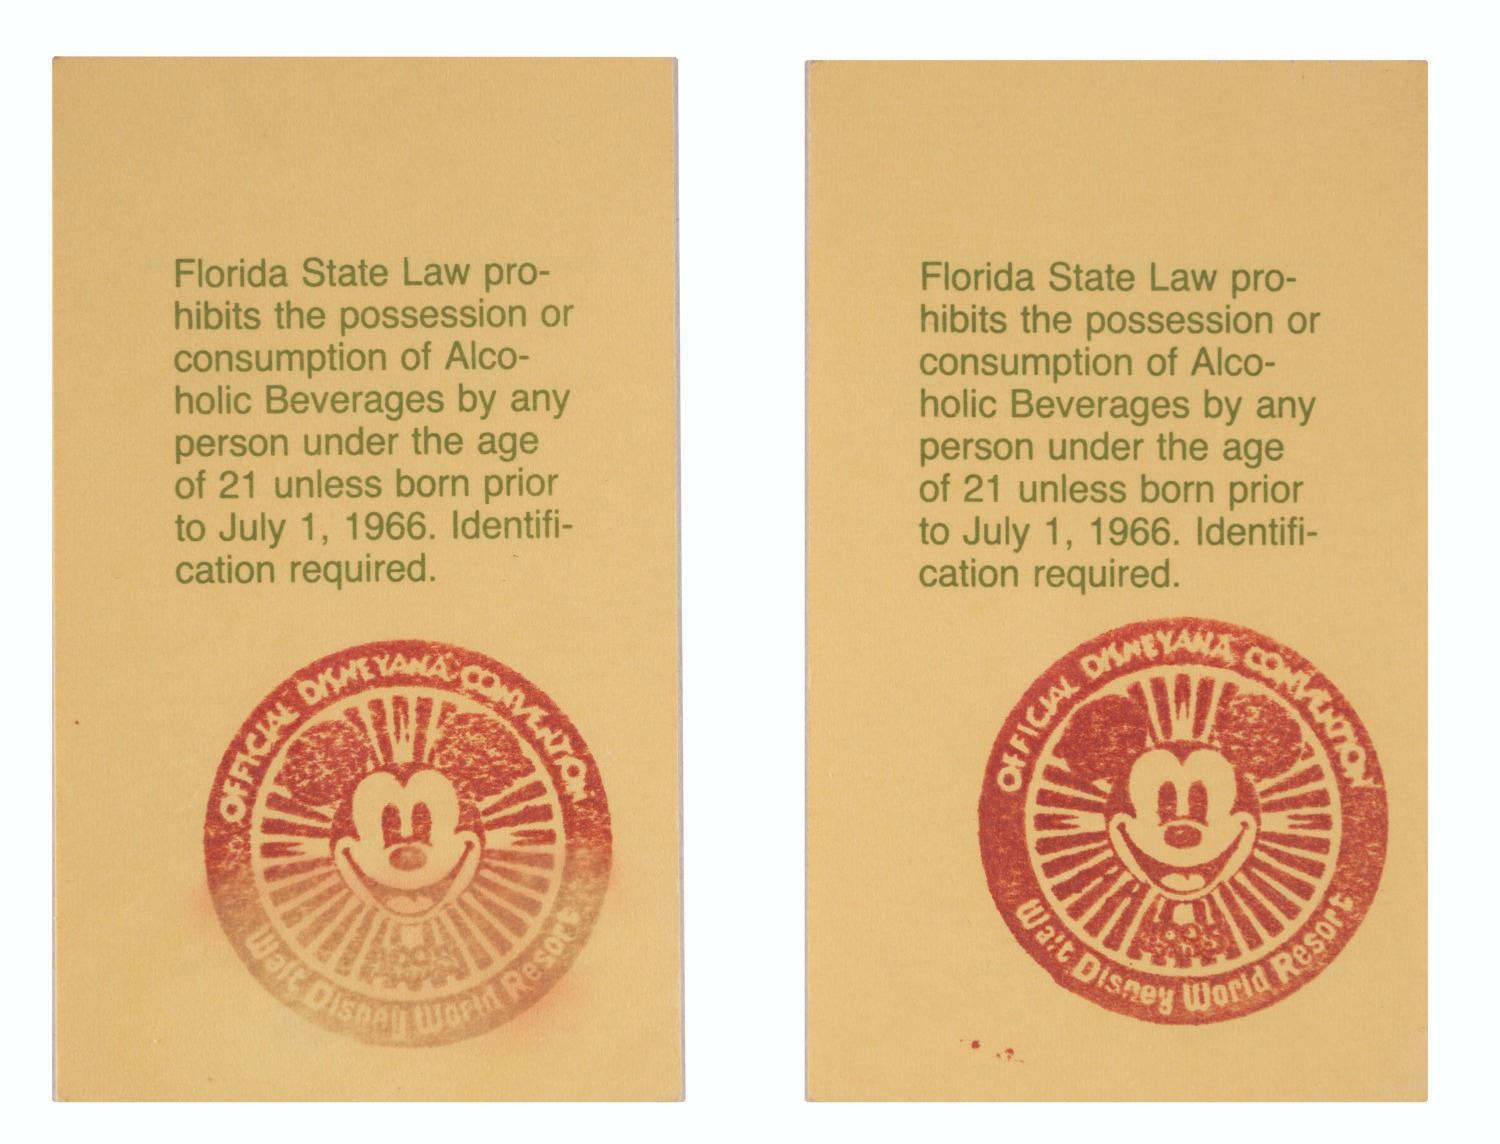 Florida State Law pro-
hibits the possession or
consumption of Alco-
holic Beverages by any
person under the age
of 21 unless born prior
to July 1, 1966. Identifi-
cation required.
OFFICIAL DISNEYANA CONVENTION
Walt Disney World Resort
Florida State Law pro-
hibits the possession or
consumption of Alco-
holic Beverages by any
person under the age
of 21 unless born prior
to July 1, 1966. Identifi-
cation required.
OFFICIAL DISNEYANA CONVENTION
Walt Disney World Resort